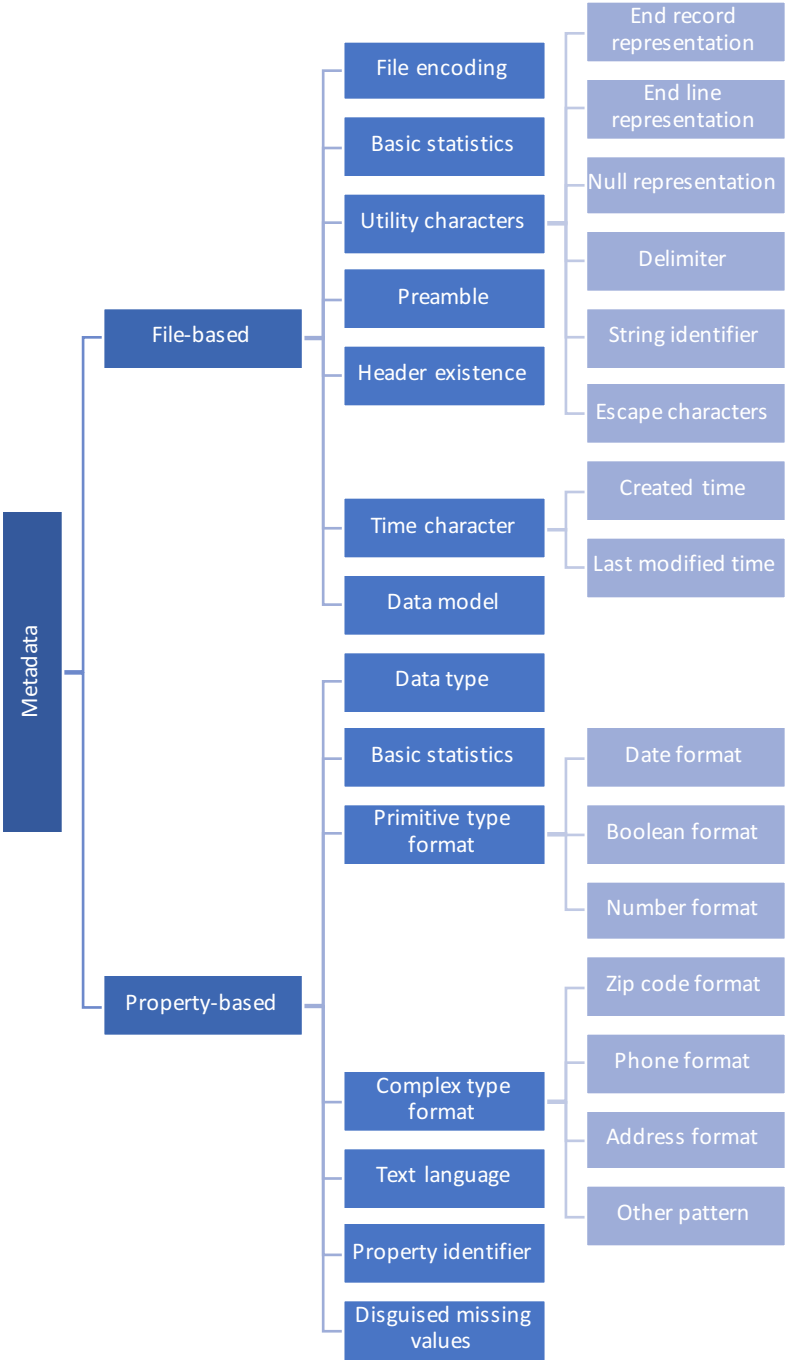 Metadata
File-based
File encoding
Basic statistics
Utility characters
End record
representation
End line
representation
Null representation
Delimiter
String identifier
Escape characters
Preamble
Header existence
Time character
Created time
Last modified time
Data model
Property-based
Data type
Basic statistics
Primitive type
format
Date format
Boolean format
Number format
Complex type
format
Zip code format
Phone format
Address format
Other pattern
Text language
Property identifier
Disguised missing
values